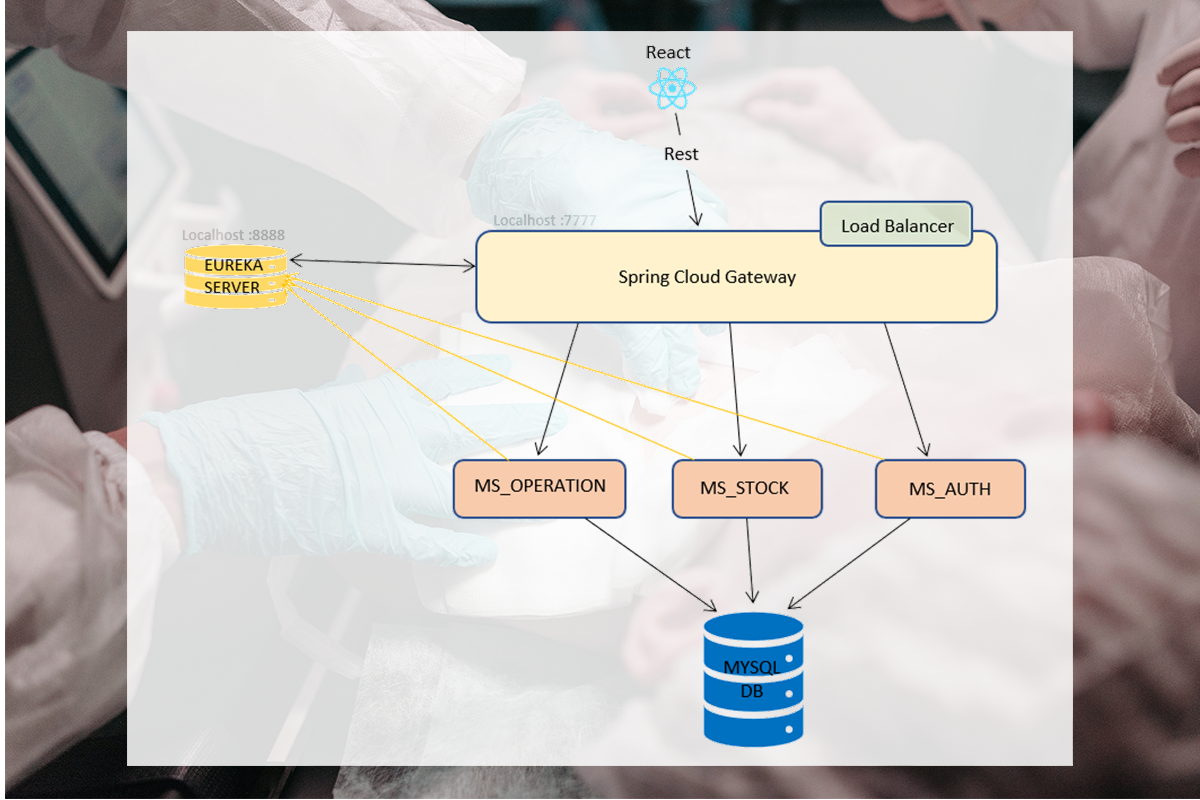 React
Rest
Localhost :7777
Load Balancer
Localhost :8888
EUREKA
SERVER
Spring Cloud Gateway
MS_OPERATION
MS_STOCK
MS_AUTH
MYSQL
DB